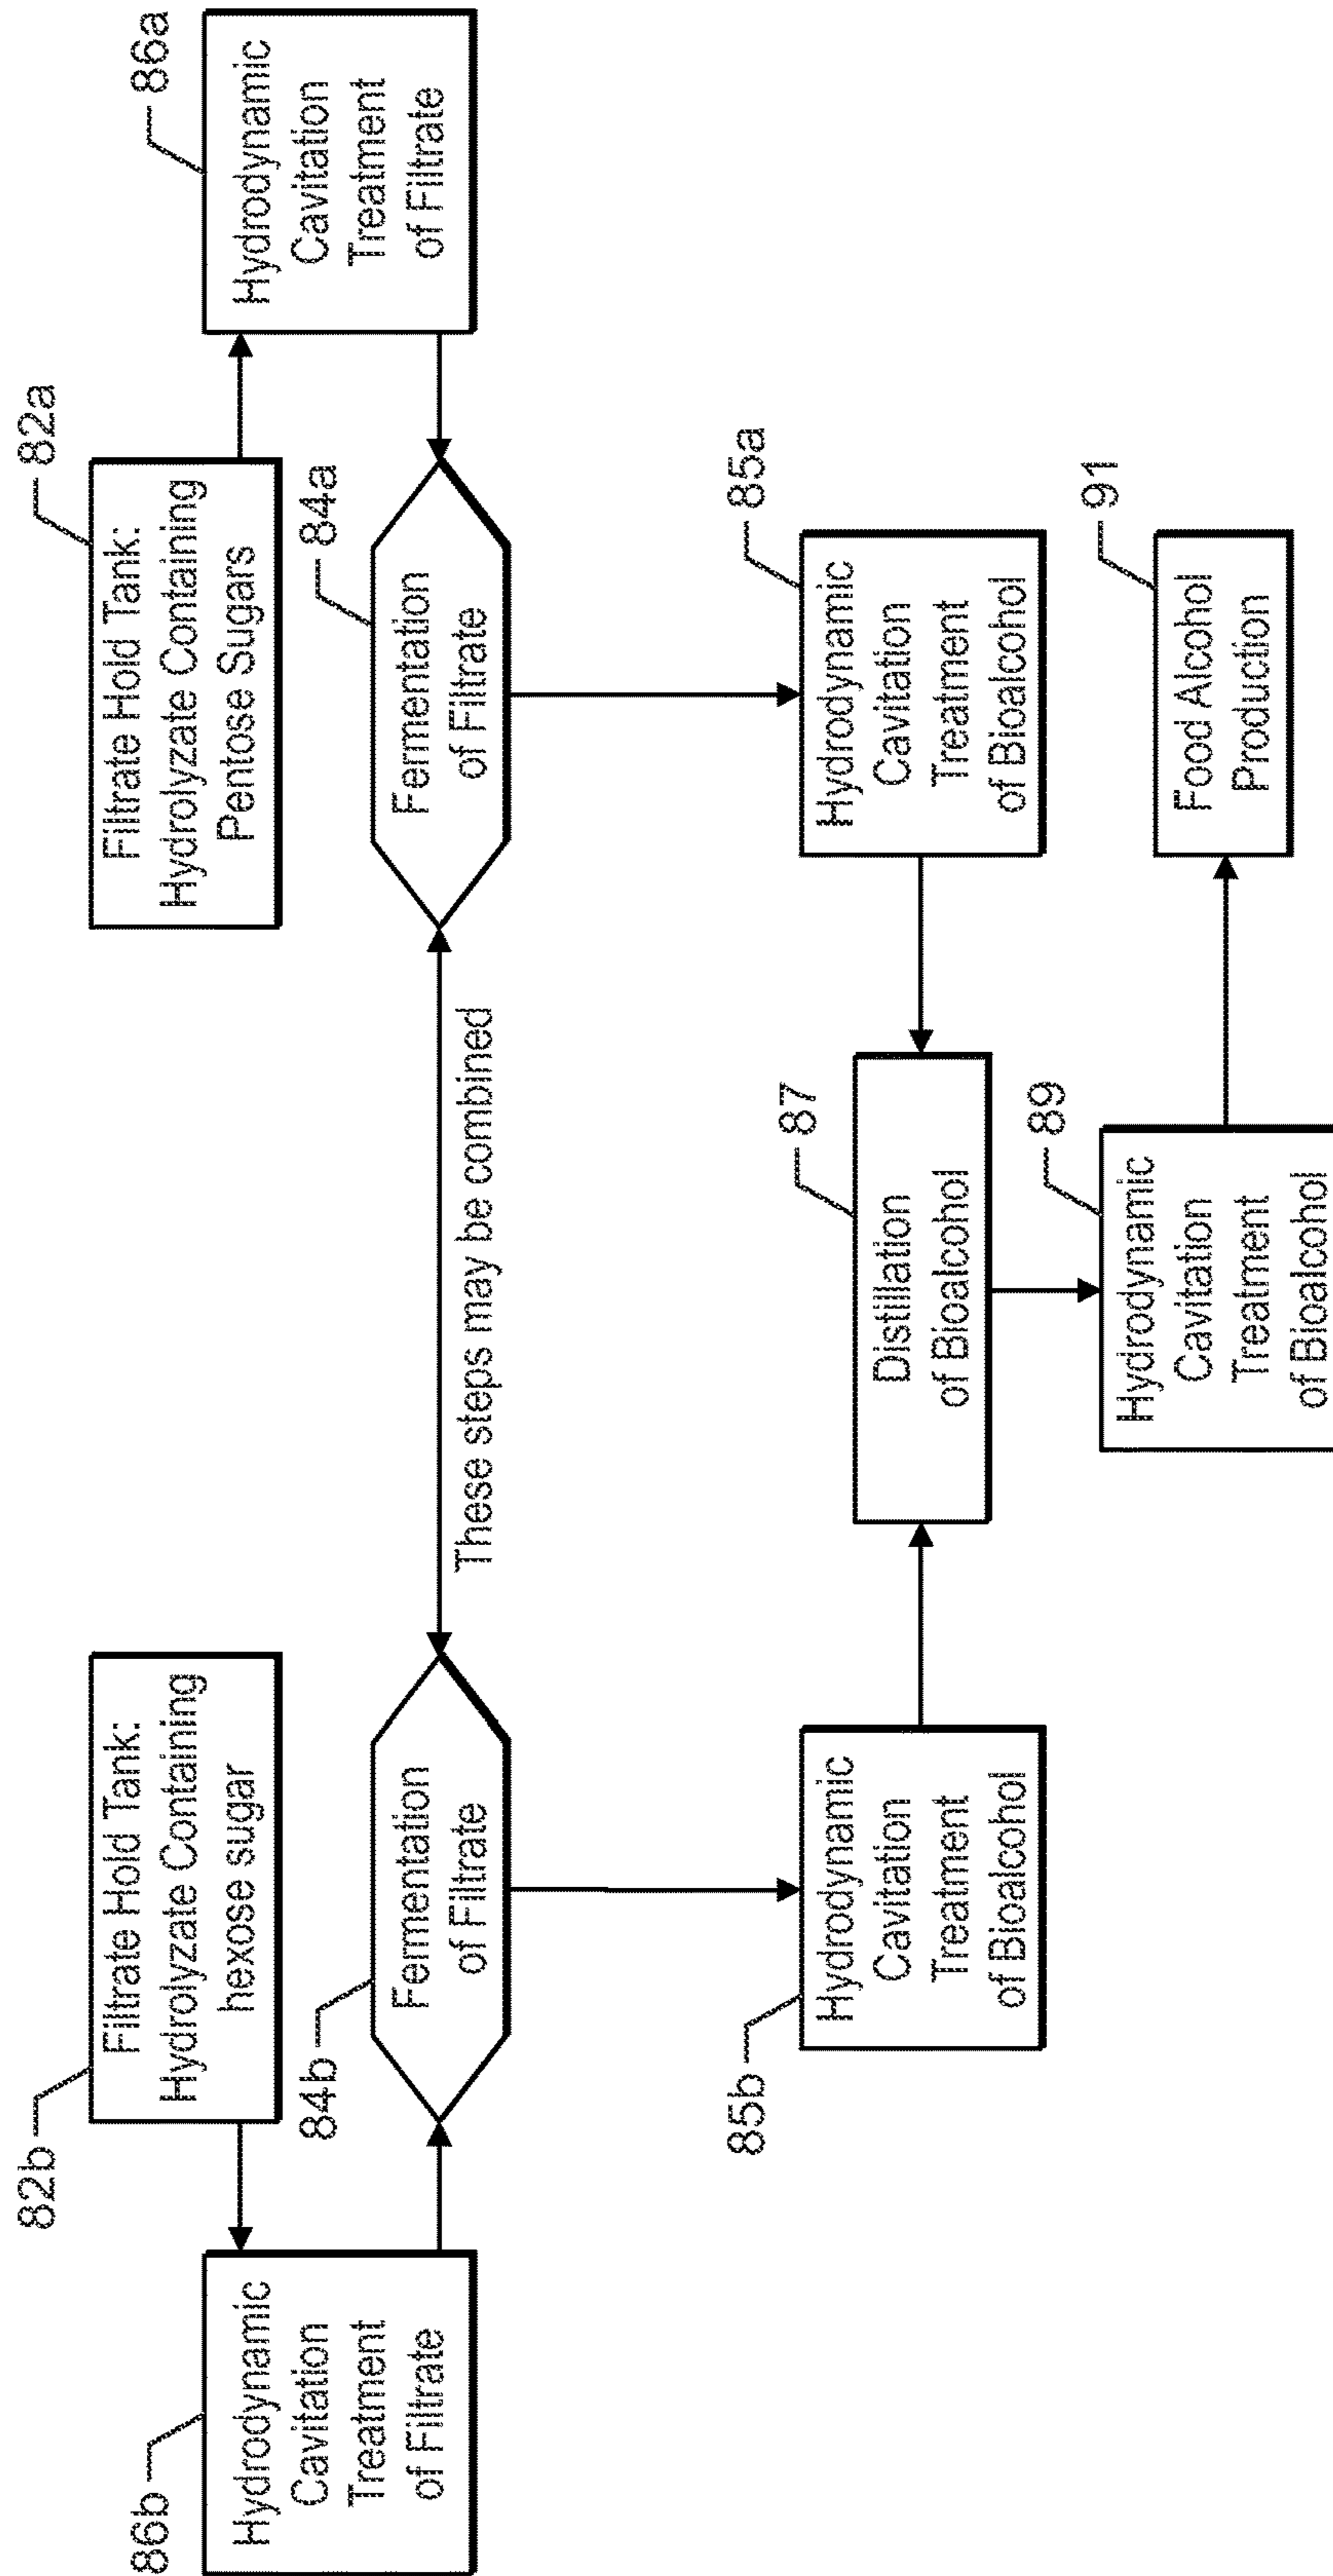 82b
Filtrate Hold Tank:
Hydrolyzate Containing
hexose sugar
82a
Filtrate Hold Tank:
Hydrolyzate Containing
Pentose Sugars
86b
Hydrodynamic
Cavitation
Treatment
of Filtrate
84b
Fermentation
of Filtrate
These steps may be combined
84a
Fermentation
of Filtrate
86a
Hydrodynamic
Cavitation
Treatment
of Filtrate
85b
Hydrodynamic
Cavitation
Treatment
of Bioalcohol
87
Distillation
of Bioalcohol
85a
Hydrodynamic
Cavitation
Treatment
of Bioalcohol
89
Hydrodynamic
Cavitation
Treatment
of Bioalcohol
91
Food Alcohol
Production